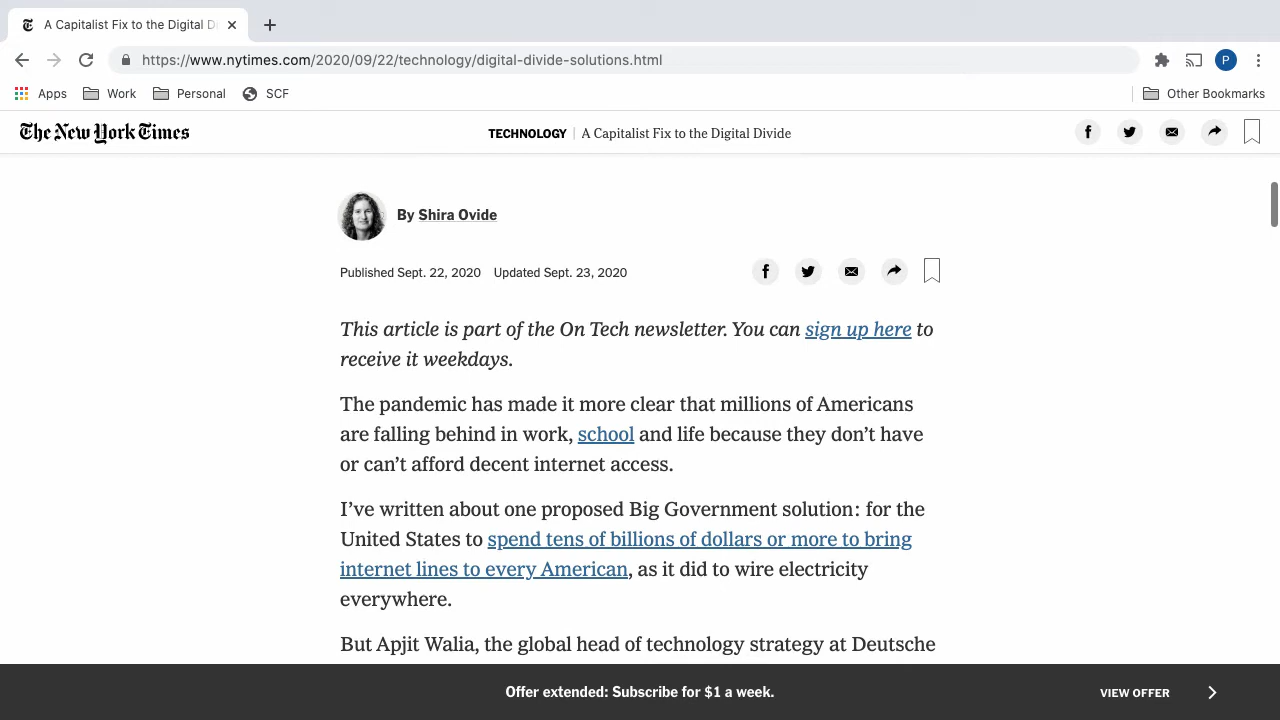 A Capitalist Fix to the Digital D
https://www.nytimes.com/2020/09/22/technology/digital-divide-solutions.html
P
Apps Work Personal SCF Other Bookmarks
The New York Times TECHNOLOGY | A Capitalist Fix to the Digital Divide
By Shira Ovide
Published Sept. 22, 2020 Updated Sept. 23, 2020
This article is part of the On Tech newsletter. You can sign up here to
receive it weekdays.
The pandemic has made it more clear that millions of Americans
are falling behind in work, school and life because they don’t have
or can’t afford decent internet access.
I’ve written about one proposed Big Government solution: for the
United States to spend tens of billions of dollars or more to bring
internet lines to every American, as it did to wire electricity
everywhere.
But Apjit Walia, the global head of technology strategy at Deutsche
Offer extended: Subscribe for $1 a week. VIEW OFFER